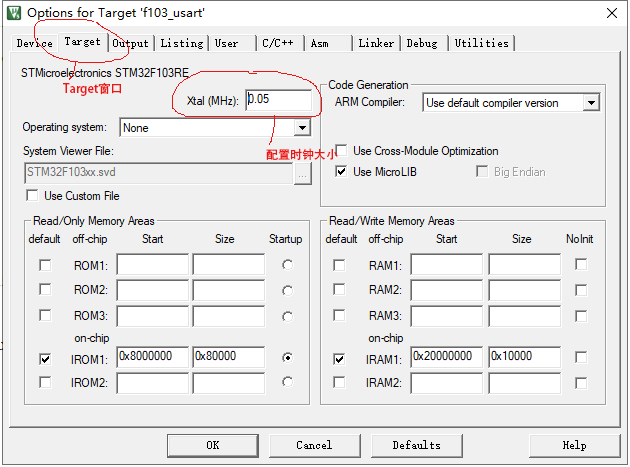 Options for Target 'f103_usart'
Device Target Output Listing User C/C++ Asm Linker Debug Utilities
STMicroelectronics STM32F103RE
Target窗口
Xtal (MHz): 0.05
配置时钟大小
Operating system: None
System Viewer File:
STM32F103xx.svd ...
Use Custom File
Code Generation
ARM Compiler: Use default compiler version
Use Cross-Module Optimization
Use MicroLIB Big Endian
Read/Only Memory Areas
default off-chip Start Size Startup
ROM1:
ROM2:
ROM3:
on-chip
IROM1: 0x8000000 0x80000
IROM2:
Read/Write Memory Areas
default off-chip Start Size NoInit
RAM1:
RAM2:
RAM3:
on-chip
IRAM1: 0x20000000 0x10000
IRAM2:
OK Cancel Defaults Help